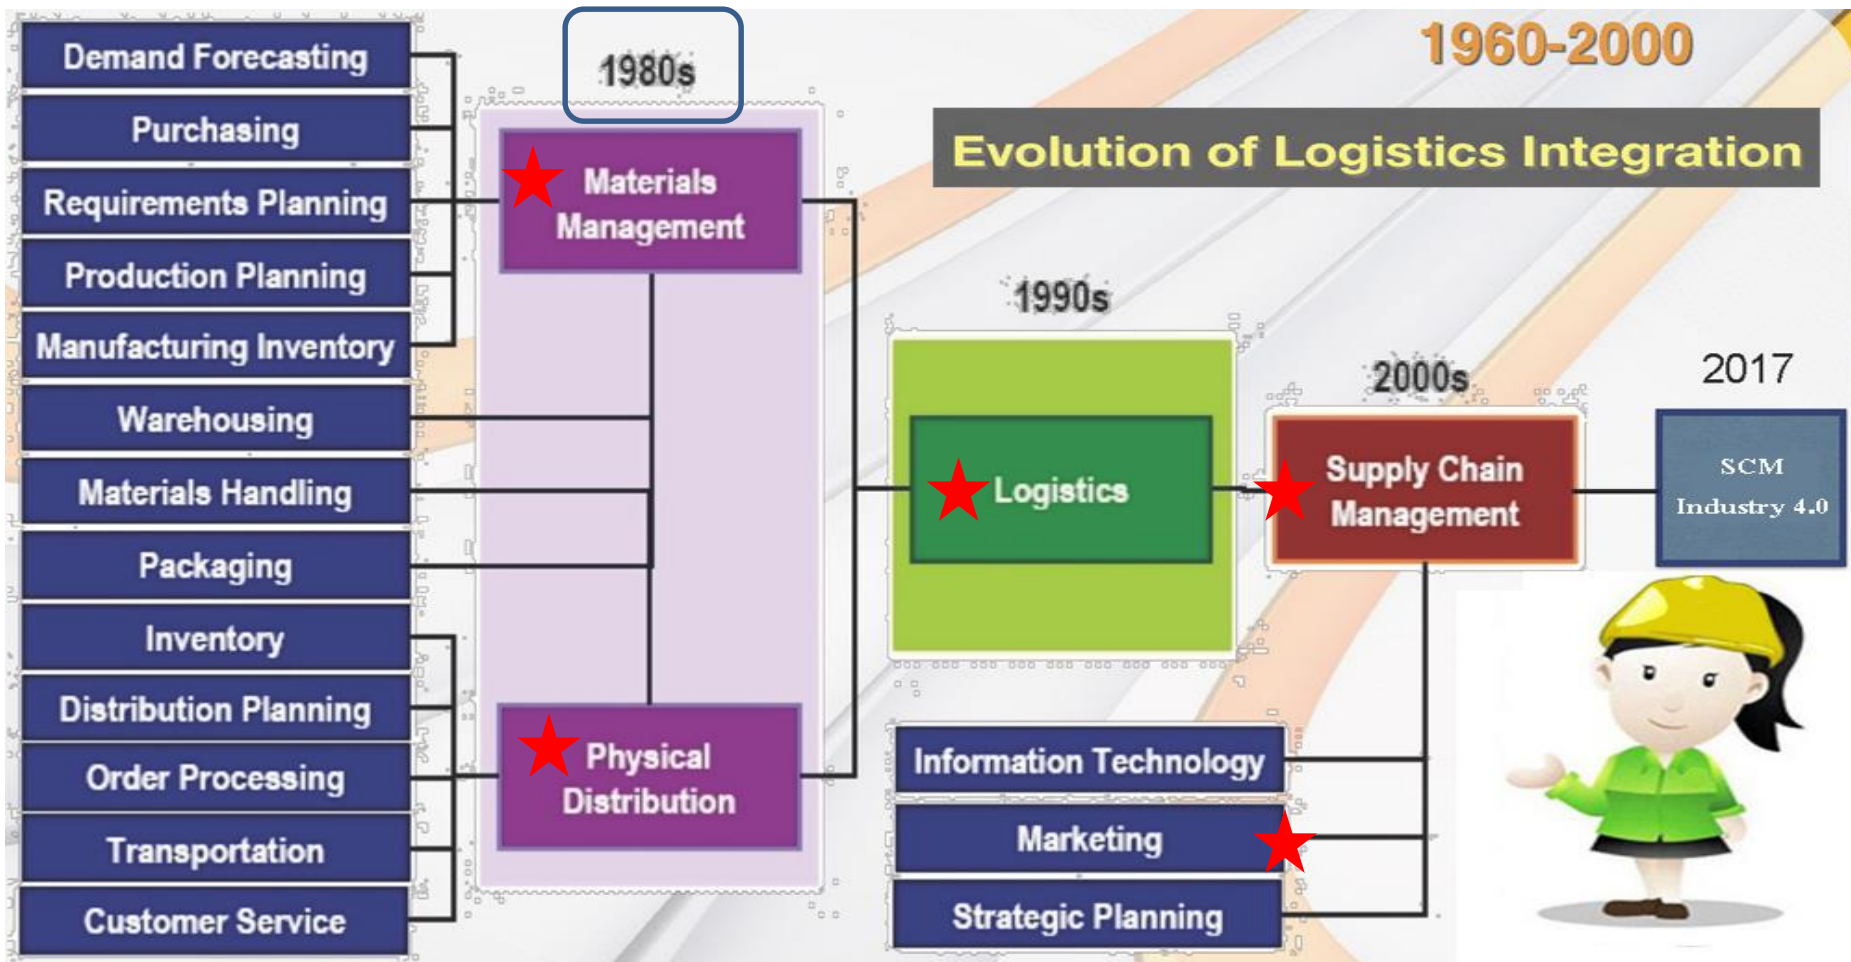 1960-2000
Evolution of Logistics Integration
Demand Forecasting
Purchasing
Requirements Planning
Production Planning
Manufacturing Inventory
Warehousing
Materials Handling
Packaging
Inventory
Distribution Planning
Order Processing
Transportation
Customer Service
1980s
Materials
Management
Physical
Distribution
1990s
Logistics
Information Technology
Marketing
Strategic Planning
2000s
Supply Chain
Management
2017
SCM
Industry 4.0